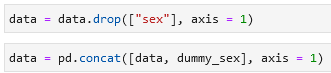 data = data.drop(["sex"], axis = 1)
data = pd.concat([data, dummy_sex], axis = 1)